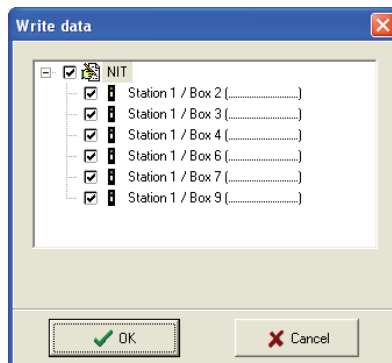 Write data
NIT
Station 1 / Box 2 (........................)
Station 1 / Box 3 (........................)
Station 1 / Box 4 (........................)
Station 1 / Box 6 (........................)
Station 1 / Box 7 (........................)
Station 1 / Box 9 (........................)
OK
Cancel